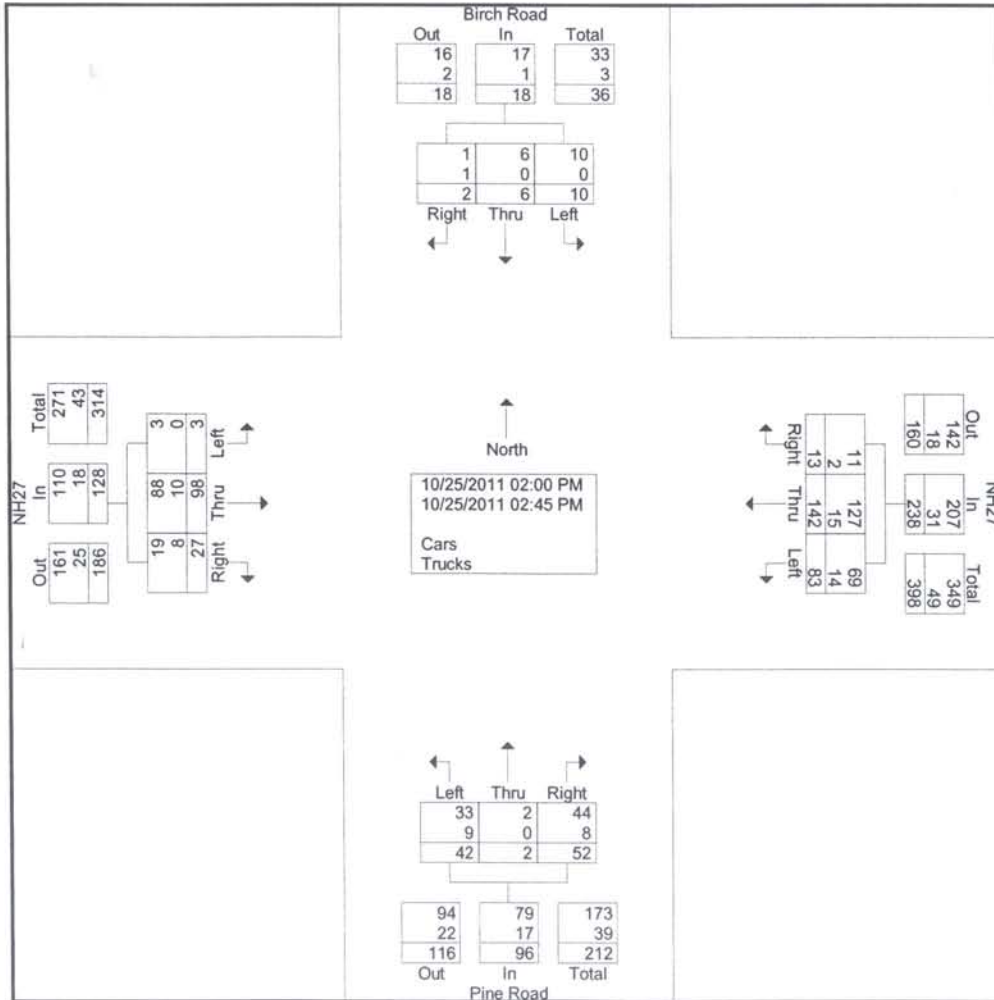 Birch Road
Out In Total
16 17 33
2 1 3
18 18 36
1 6 10
1 0 0
2 6 10
Right Thru Left
NH27
Out In Total
161 110 271
25 18 43
186 128 314
19 88 3
8 10 0
27 98 3
Right Thru Left
North
10/25/2011 02:00 PM
10/25/2011 02:45 PM
Cars
Trucks
NH27
Out In Total
142 207 349
18 31 49
160 238 398
11 127 69
2 15 14
13 142 83
Right Thru Left
Left Thru Right
33 2 44
9 0 8
42 2 52
94 79 173
22 17 39
116 96 212
Out In Total
Pine Road